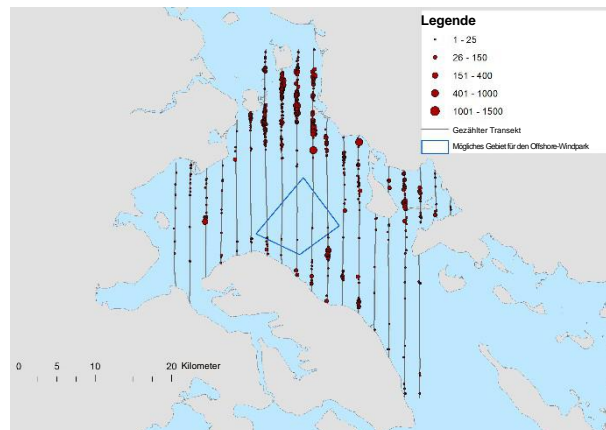 Legende
1 - 25
26 - 150
151 - 400
401 - 1000
1001 - 1500
Gezählter Transekt
Mögliches Gebiet für den Offshore-Windpark
0 5 10 20 Kilometer